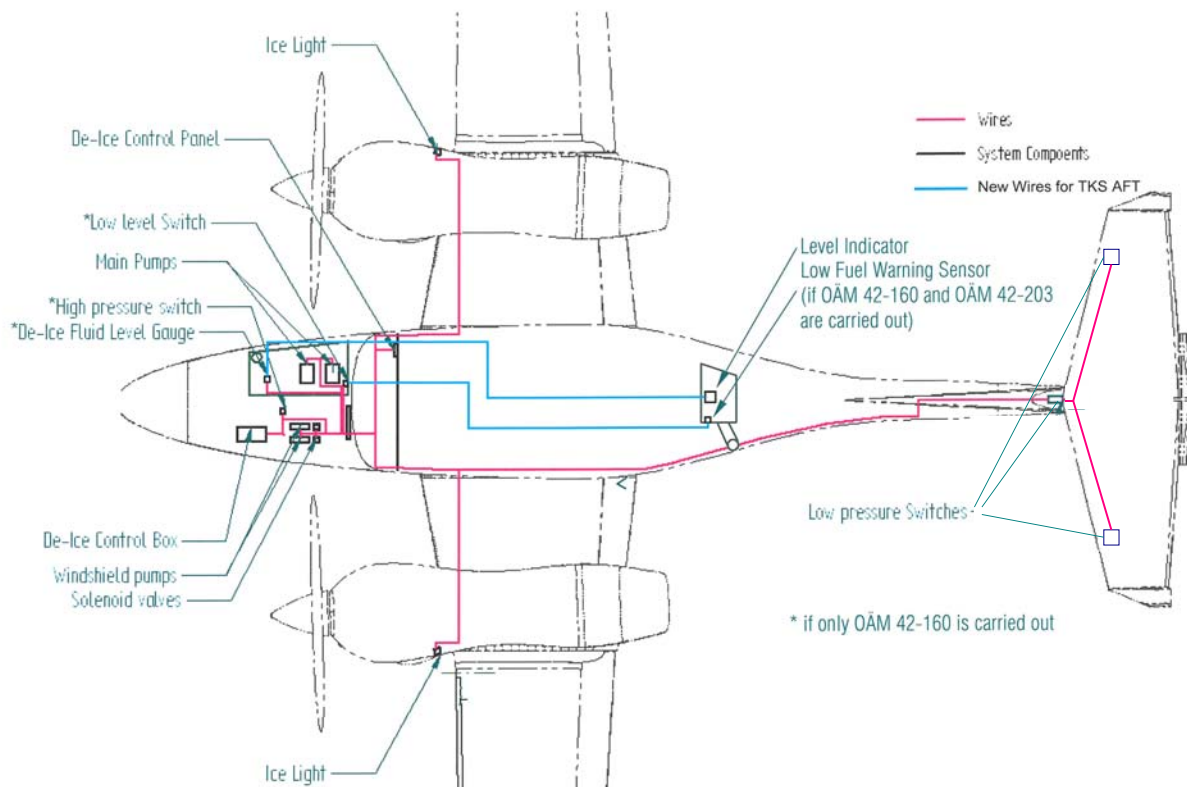 Ice Light
De-Ice Control Panel
*Low level Switch
Main Pumps
*High pressure switch
*De-Ice Fluid Level Gauge
Wires
System Compoents
New Wires for TKS AFT
Level Indicator
Low Fuel Warning Sensor
(if OÄM 42-160 and OÄM 42-203
are carried out)
De-Ice Control Box
Windshield pumps
Solenoid valves
Low pressure Switches
* if only OÄM 42-160 is carried out
Ice Light